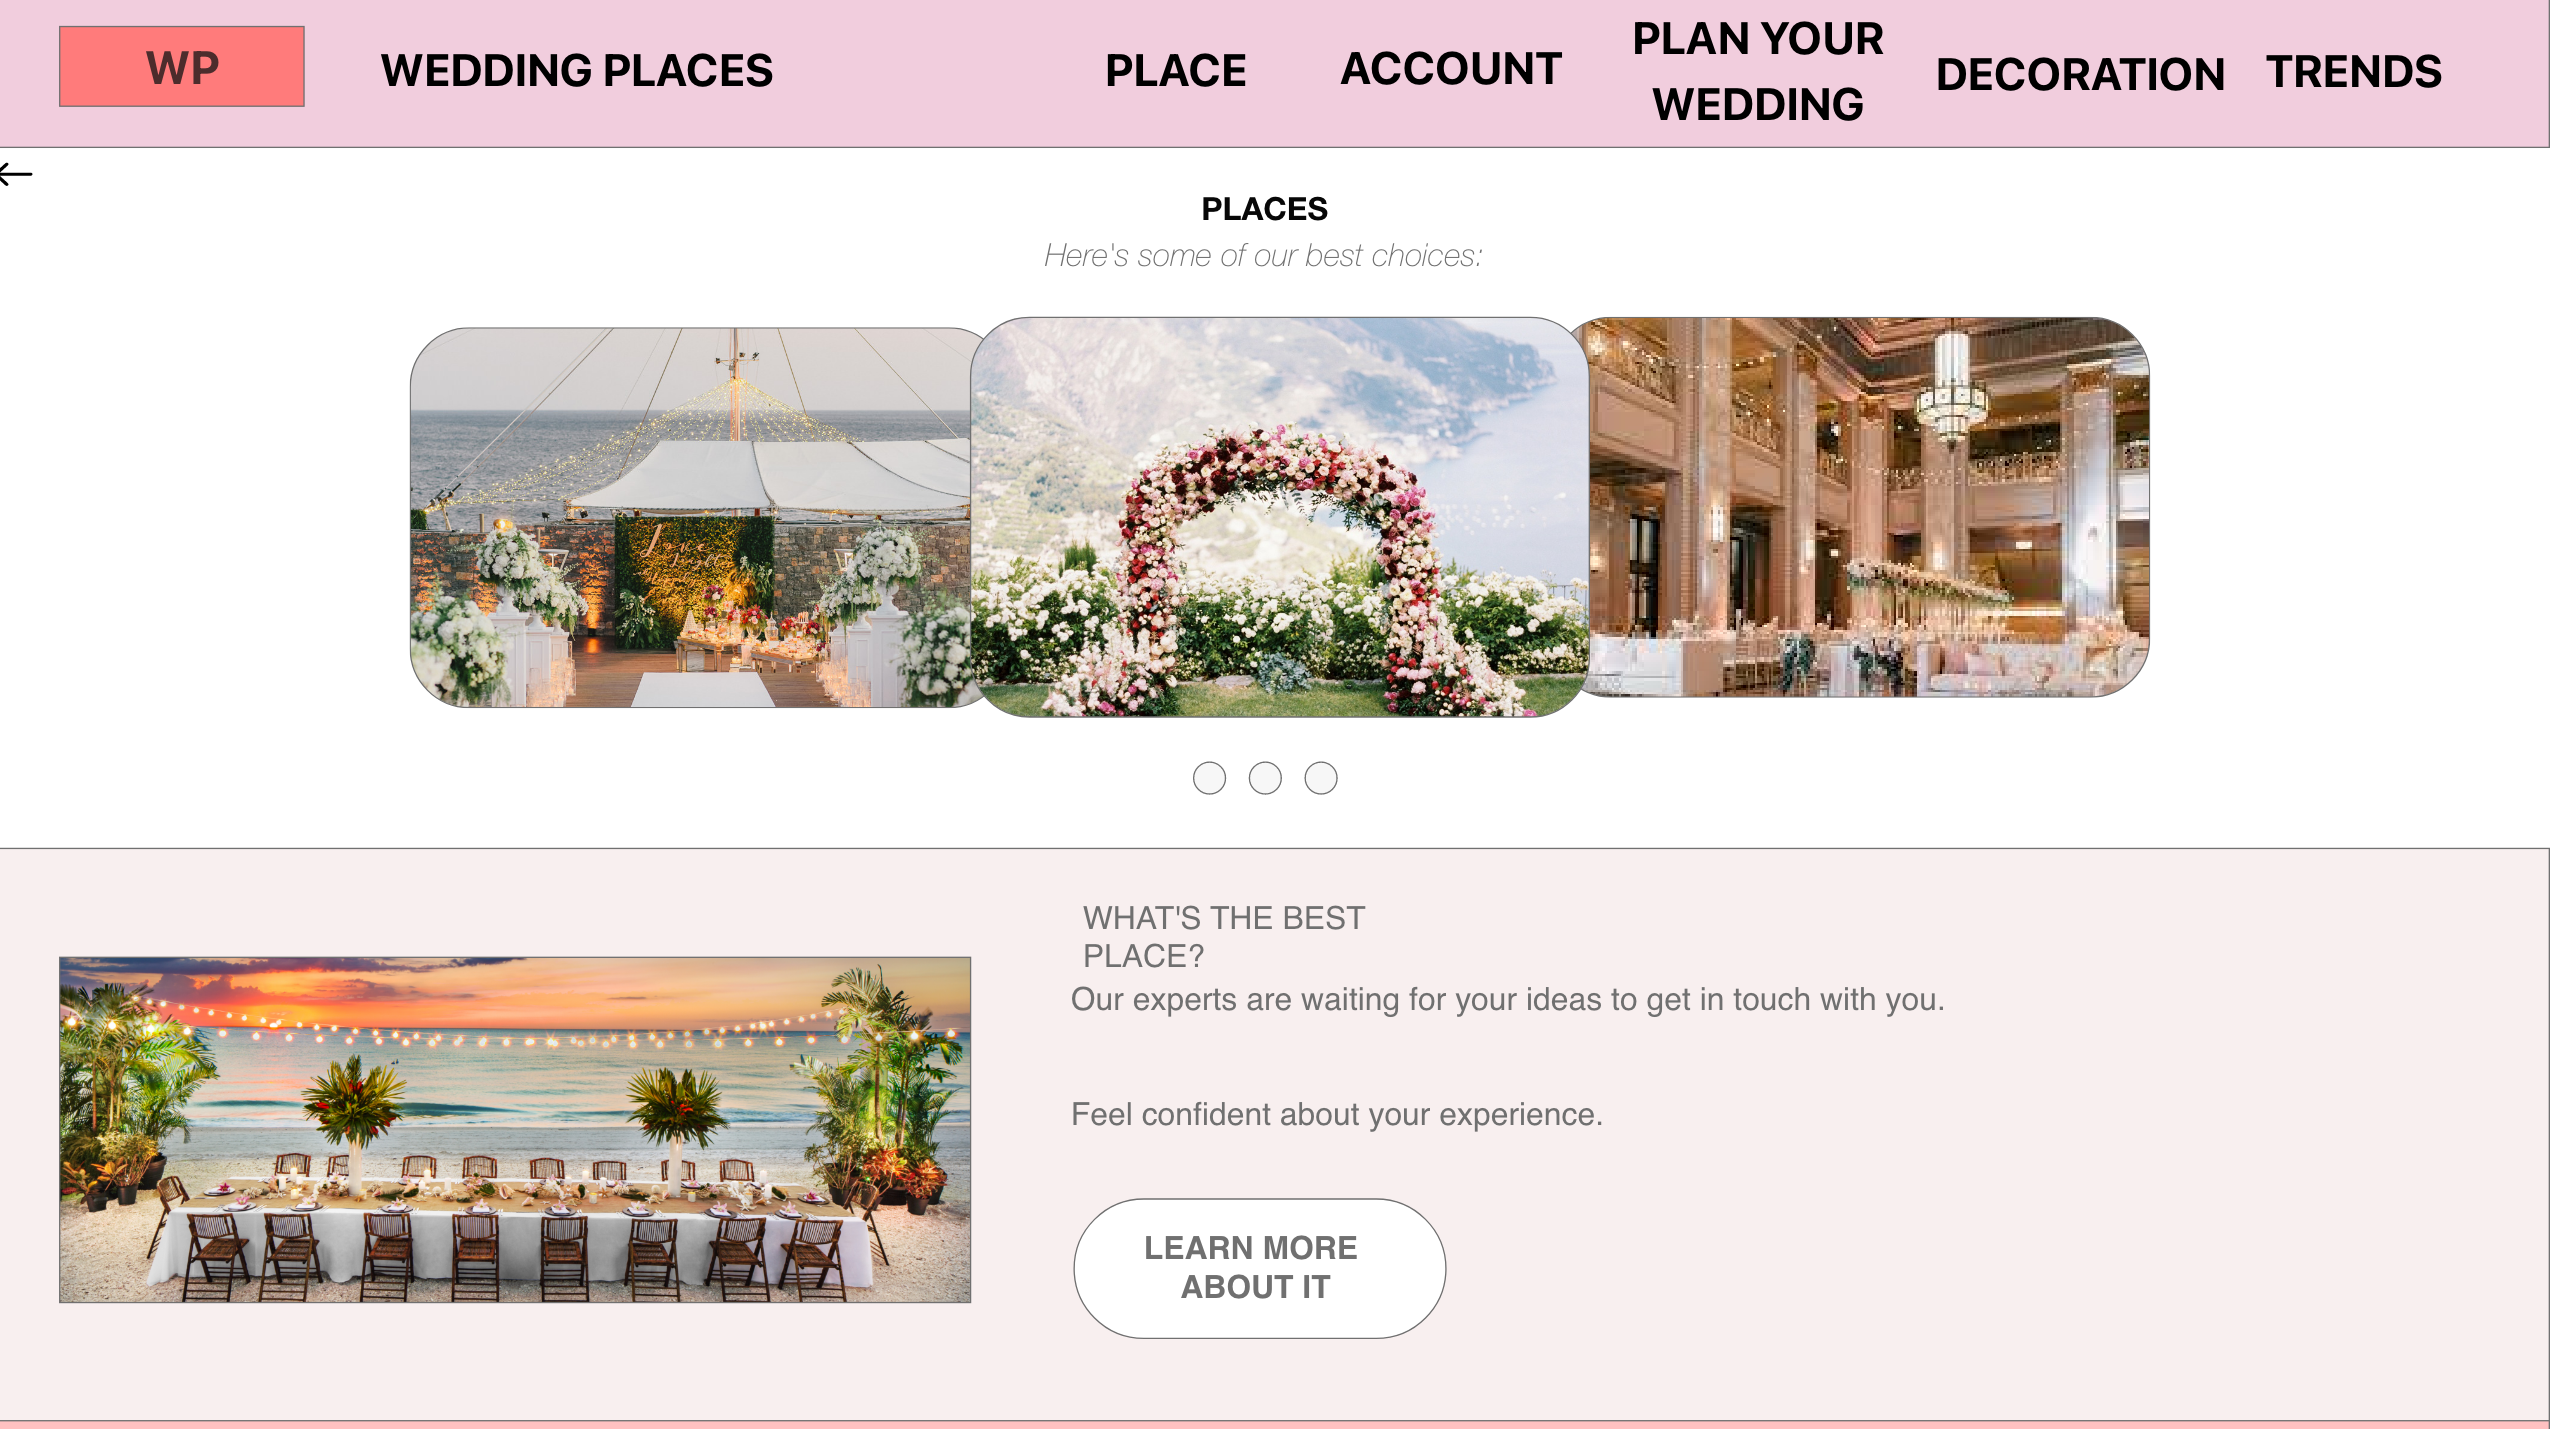 WP
WEDDING PLACES
PLACE
ACCOUNT
PLAN YOUR
WEDDING
DECORATION
TRENDS
PLACES
Here's some of our best choices:
Love
WHAT'S THE BEST
PLACE?
Our experts are waiting for your ideas to get in touch with you.
Feel confident about your experience.
LEARN MORE
ABOUT IT